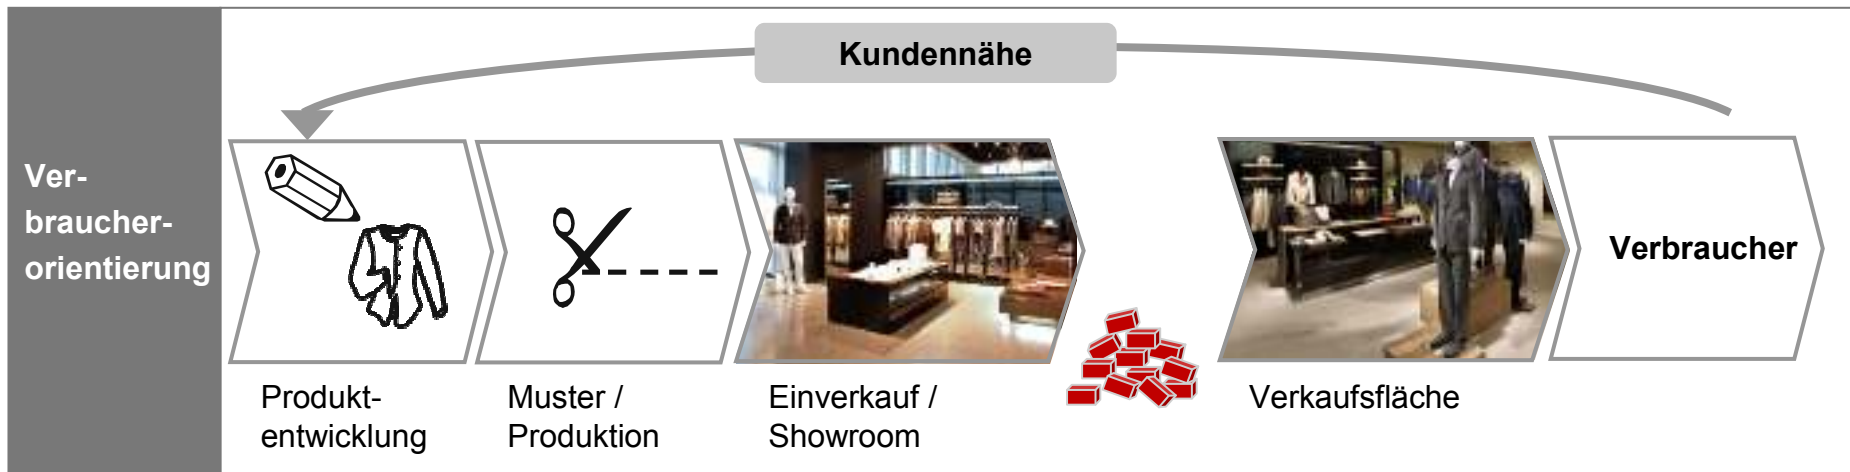 Kundennähe
Ver-
braucher-
orientierung
Verbraucher
Produkt-
entwicklung
Muster /
Produktion
Einverkauf /
Showroom
Verkaufsfläche